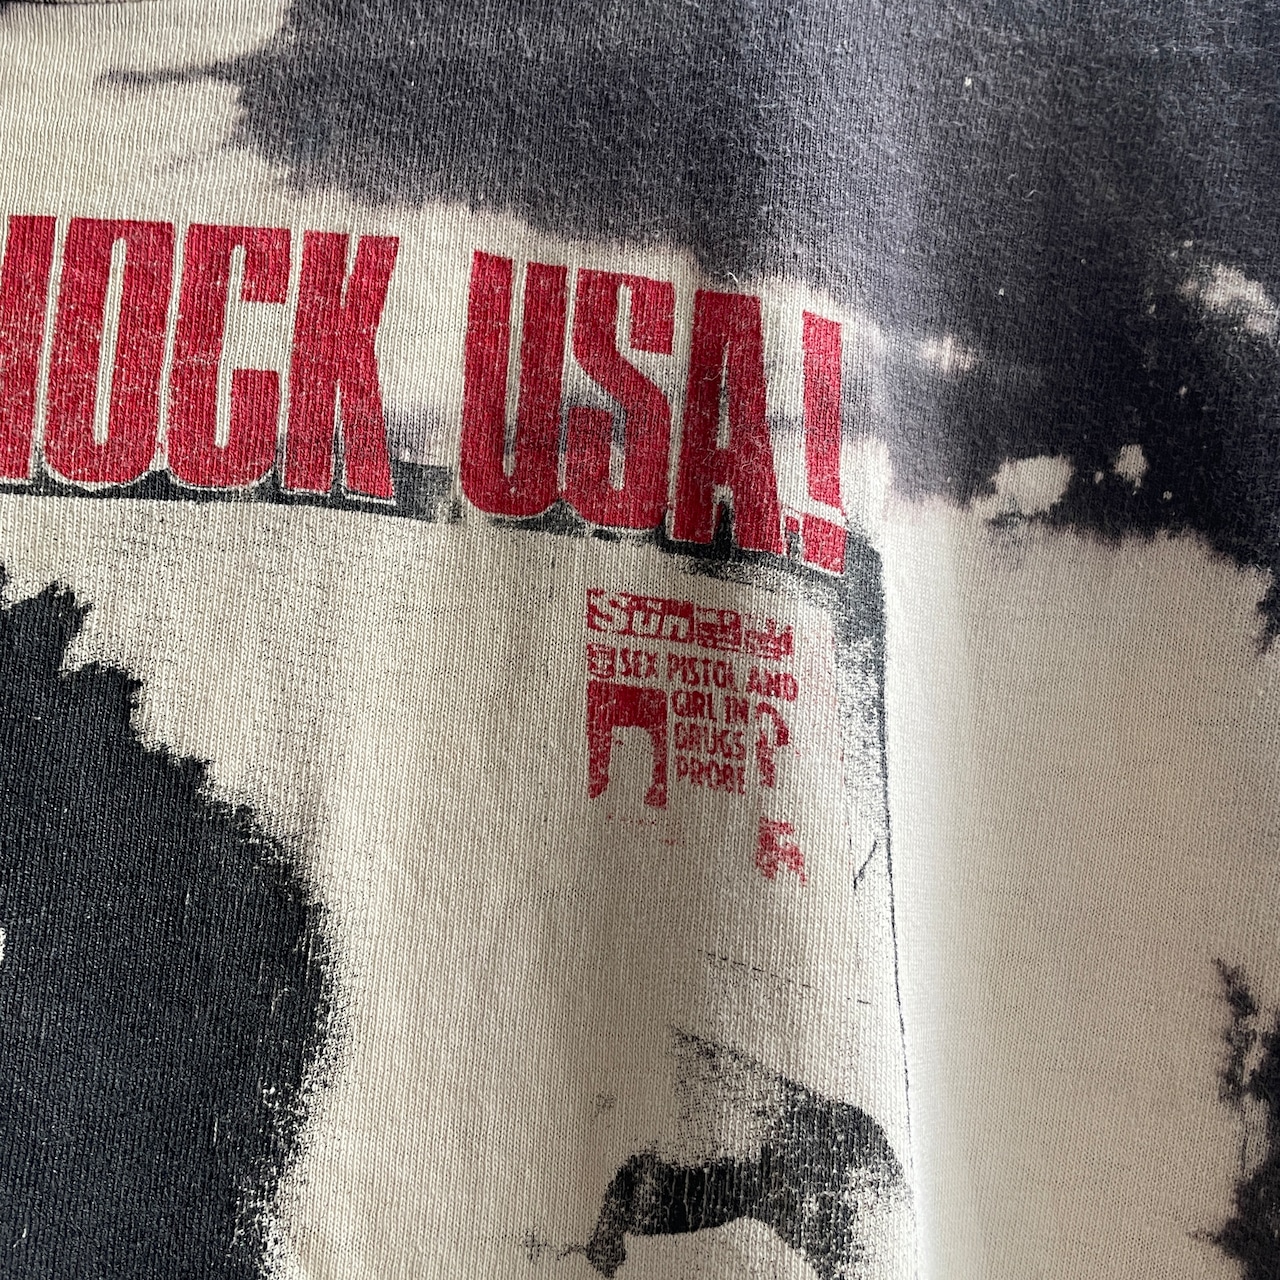 HOCK USA!
Sun
SEX PISTOL AND
GIRL IN
DRUGS
PROBE